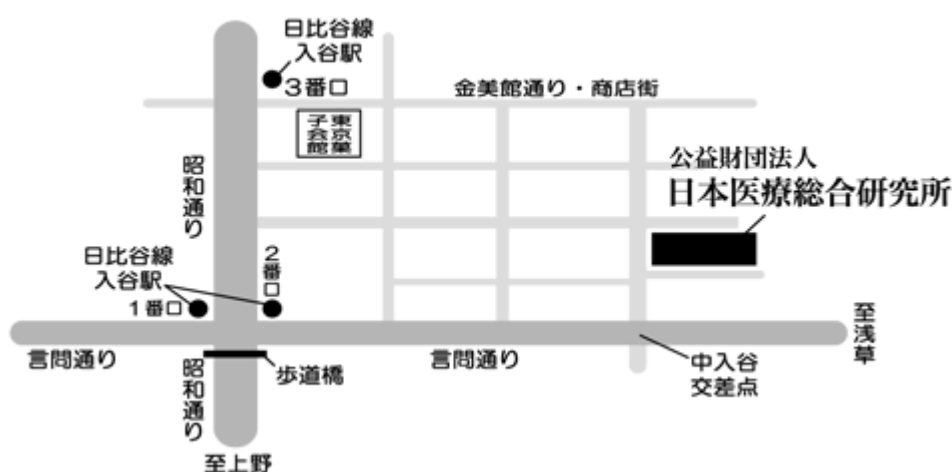 日比谷線
入谷駅
3番口
金美館通り・商店街
東京菓
子会館
昭和通り
公益財団法人
日本医療総合研究所
日比谷線
入谷駅
2番口
1番口
言問通り
言問通り
至浅草
歩道橋
中入谷
交差点
昭和通り
至上野